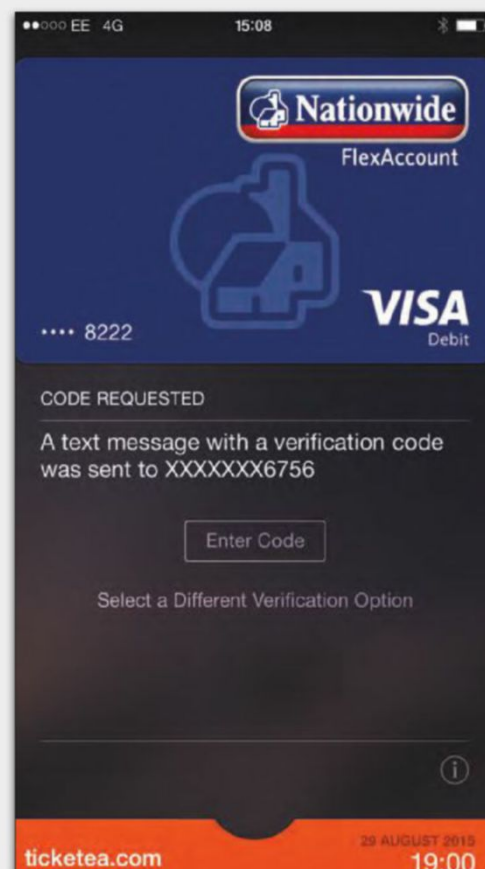 EE 4G 15:08
Nationwide
FlexAccount
VISA
Debit
•••• 8222
CODE REQUESTED
A text message with a verification code
was sent to XXXXXXX6756
Enter Code
Select a Different Verification Option
i
ticketea.com
29 AUGUST 2015
19:00